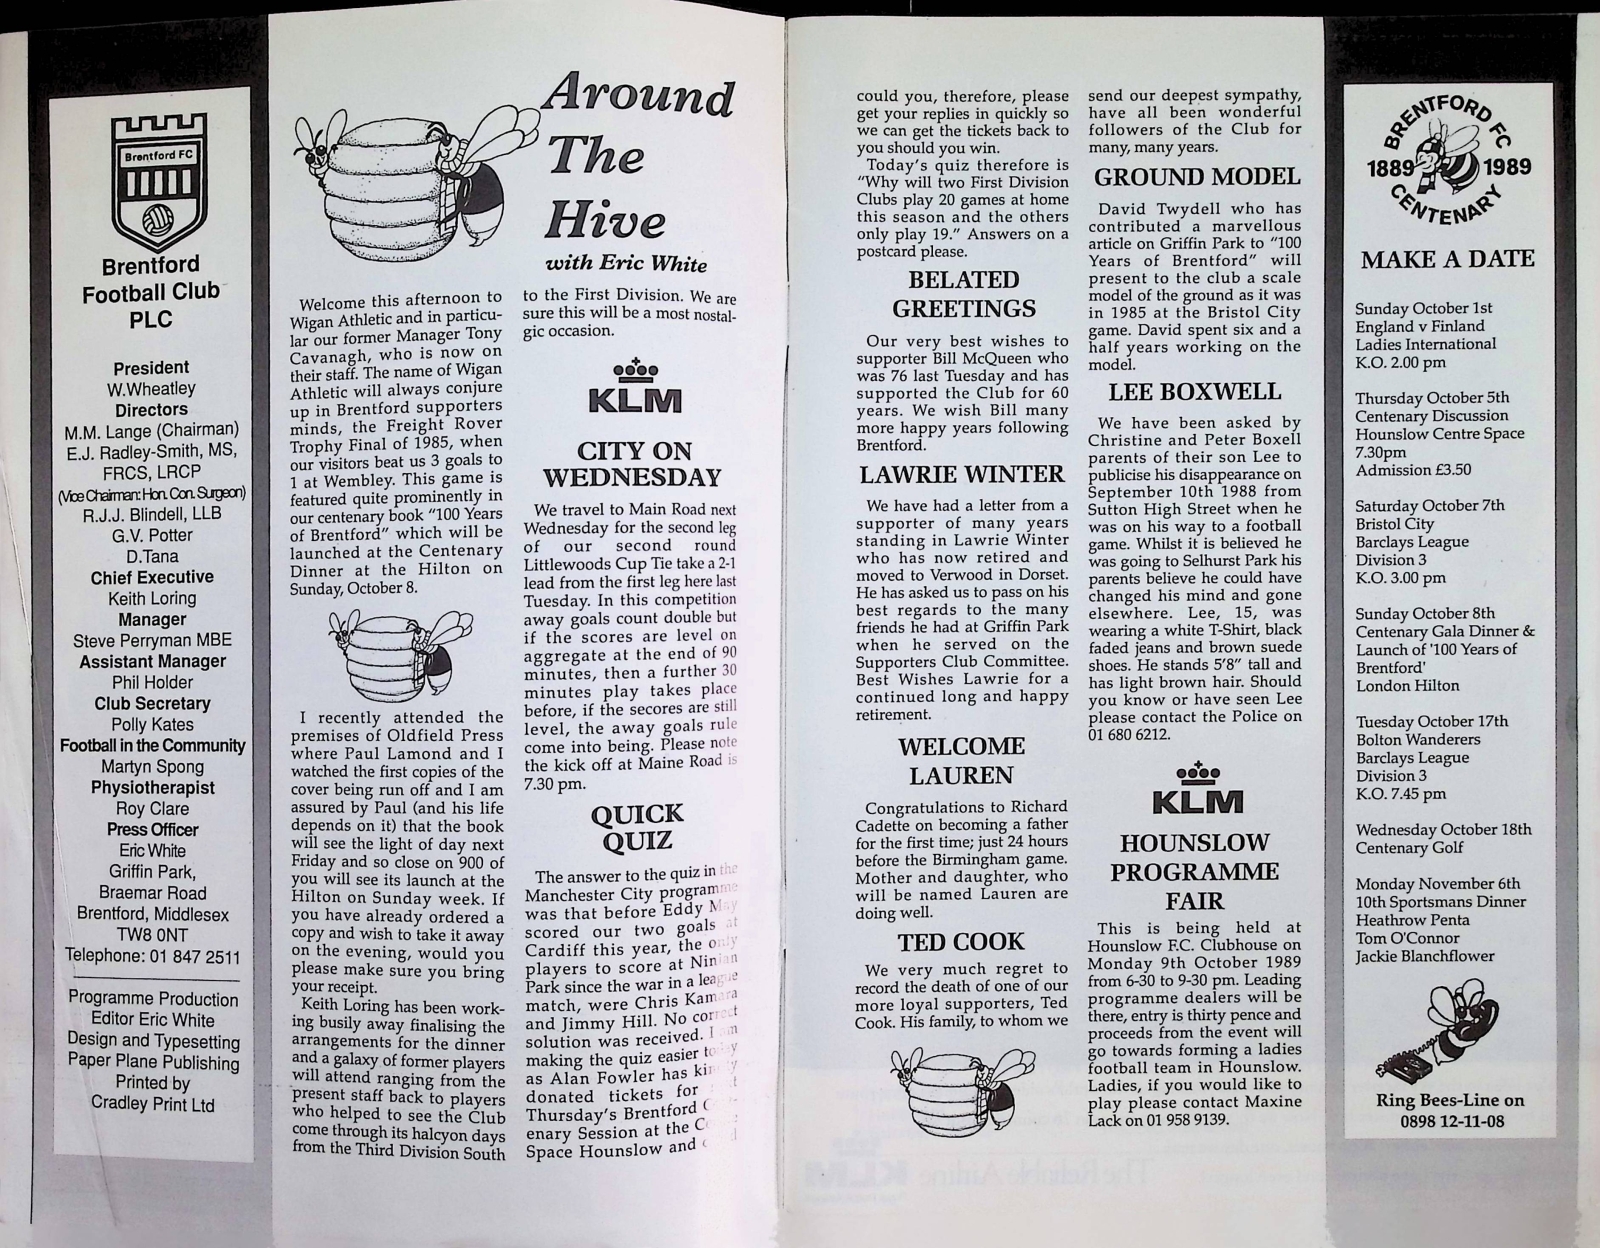 Brentford FC
Brentford
Football Club
PLC
President
W.Wheatley
Directors
M.M. Lange (Chairman)
E.J. Radley-Smith, MS,
FRCS, LRCP
(Vice Chairman: Hon. Con. Surgeon)
R.J.J. Blindell, LLB
G.V. Potter
D.Tana
Chief Executive
Keith Loring
Manager
Steve Perryman MBE
Assistant Manager
Phil Holder
Club Secretary
Polly Kates
Football in the Community
Martyn Spong
Physiotherapist
Roy Clare
Press Officer
Eric White
Griffin Park,
Braemar Road
Brentford, Middlesex
TW8 0NT
Telephone: 01 847 2511
Programme Production
Editor Eric White
Design and Typesetting
Paper Plane Publishing
Printed by
Cradley Print Ltd
Around
The
Hive
with Eric White
Welcome this afternoon to
Wigan Athletic and in particu-
lar our former Manager Tony
Cavanagh, who is now on
their staff. The name of Wigan
Athletic will always conjure
up in Brentford supporters
minds, the Freight Rover
Trophy Final of 1985, when
our visitors beat us 3 goals to
1 at Wembley. This game is
featured quite prominently in
our centenary book "100 Years
of Brentford" which will be
launched at the Centenary
Dinner at the Hilton on
Sunday, October 8.
I recently attended the
premises of Oldfield Press
where Paul Lamond and I
watched the first copies of the
cover being run off and I am
assured by Paul (and his life
depends on it) that the book
will see the light of day next
Friday and so close on 900 of
you will see its launch at the
Hilton on Sunday week. If
you have already ordered a
copy and wish to take it away
on the evening, would you
please make sure you bring
your receipt.
Keith Loring has been work-
ing busily away finalising the
arrangements for the dinner
and a galaxy of former players
will attend ranging from the
present staff back to players
who helped to see the Club
come through its halcyon days
from the Third Division South
to the First Division. We are
sure this will be a most nostal-
gic occasion.
KLM
CITY ON
WEDNESDAY
We travel to Main Road next
Wednesday for the second leg
of our second round
Littlewoods Cup Tie take a 2-1
lead from the first leg here last
Tuesday. In this competition
away goals count double but
if the scores are level on
aggregate at the end of 90
minutes, then a further 30
minutes play takes place
before, if the secores are still
level, the away goals rule
come into being. Please note
the kick off at Maine Road is
7.30 pm.
QUICK
QUIZ
The answer to the quiz in the
Manchester City programme
was that before Eddy May
scored our two goals at
Cardiff this year, the only
players to score at Ninian
Park since the war in a league
match, were Chris Kamara
and Jimmy Hill. No correct
solution was received. I am
making the quiz easier today
as Alan Fowler has kindly
donated tickets for
Thursday's Brentford
enary Session at the
Space Hounslow and
could you, therefore, please
get your replies in quickly so
we can get the tickets back to
you should you win.
Today's quiz therefore is
"Why will two First Division
Clubs play 20 games at home
this season and the others
only play 19." Answers on a
postcard please.
BELATED
GREETINGS
Our very best wishes to
supporter Bill McQueen who
was 76 last Tuesday and has
supported the Club for 60
years. We wish Bill many
more happy years following
Brentford.
LAWRIE WINTER
We have had a letter from a
supporter of many years
standing in Lawrie Winter
who has now retired and
moved to Verwood in Dorset.
He has asked us to pass on his
best regards to the many
friends he had at Griffin Park
when he served on the
Supporters Club Committee.
Best Wishes Lawrie for a
continued long and happy
retirement.
WELCOME
LAUREN
Congratulations to Richard
Cadette on becoming a father
for the first time; just 24 hours
before the Birmingham game.
Mother and daughter, who
will be named Lauren are
doing well.
TED COOK
We very much regret to
record the death of one of our
more loyal supporters, Ted
Cook. His family, to whom we
send our deepest sympathy,
have all been wonderful
followers of the Club for
many, many years.
GROUND MODEL
David Twydell who has
contributed a marvellous
article on Griffin Park to "100
Years of Brentford" will
present to the club a scale
model of the ground as it was
in 1985 at the Bristol City
game. David spent six and a
half years working on the
model.
LEE BOXWELL
We have been asked by
Christine and Peter Boxell
parents of their son Lee to
publicise his disappearance on
September 10th 1988 from
Sutton High Street when he
was on his way to a football
game. Whilst it is believed he
was going to Selhurst Park his
parents believe he could have
changed his mind and gone
elsewhere. Lee, 15, was
wearing a white T-Shirt, black
faded jeans and brown suede
shoes. He stands 5'8" tall and
has light brown hair. Should
you know or have seen Lee
please contact the Police on
01 680 6212.
KLM
HOUNSLOW
PROGRAMME
FAIR
This is being held at
Hounslow F.C. Clubhouse on
Monday 9th October 1989
from 6-30 to 9-30 pm. Leading
programme dealers will be
there, entry is thirty pence and
proceeds from the event will
go towards forming a ladies
football team in Hounslow.
Ladies, if you would like to
play please contact Maxine
Lack on 01 958 9139.
BRENTFORD FC
1889 1989
CENTENARY
MAKE A DATE
Sunday October 1st
England v Finland
Ladies International
K.O. 2.00 pm
Thursday October 5th
Centenary Discussion
Hounslow Centre Space
7.30pm
Admission £3.50
Saturday October 7th
Bristol City
Barclays League
Division 3
K.O. 3.00 pm
Sunday October 8th
Centenary Gala Dinner &
Launch of '100 Years of
Brentford'
London Hilton
Tuesday October 17th
Bolton Wanderers
Barclays League
Division 3
K.O. 7.45 pm
Wednesday October 18th
Centenary Golf
Monday November 6th
10th Sportsmans Dinner
Heathrow Penta
Tom O'Connor
Jackie Blanchflower
Ring Bees-Line on
0898 12-11-08